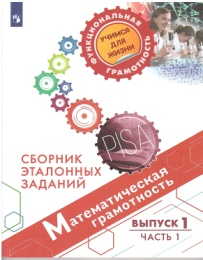 ФУНКЦИОНАЛЬНАЯ
УЧИМСЯ ДЛЯ ЖИЗНИ
ГРАМОТНОСТЬ
PISA
СБОРНИК
ЭТАЛОННЫХ
ЗАДАНИЙ
Математическая
грамотность
ВЫПУСК 1
ЧАСТЬ 1